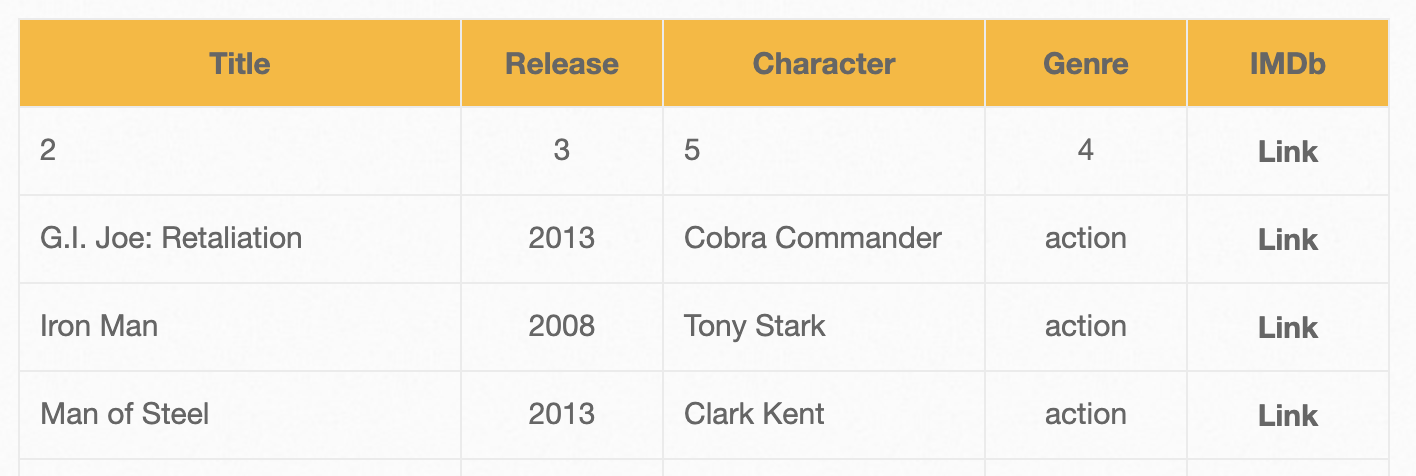 Title Release Character Genre IMDb
2 3 5 4 Link
G.I. Joe: Retaliation 2013 Cobra Commander action Link
Iron Man 2008 Tony Stark action Link
Man of Steel 2013 Clark Kent action Link